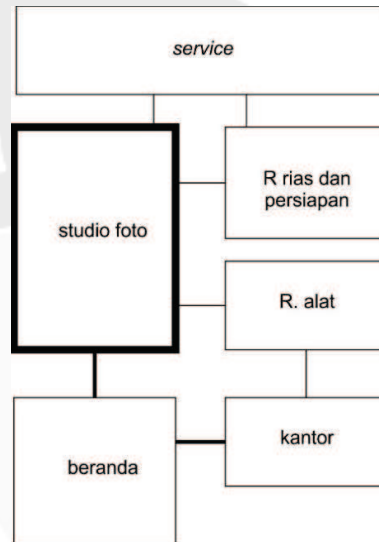 service
R rias dan
persiapan
studio foto
R. alat
kantor
beranda